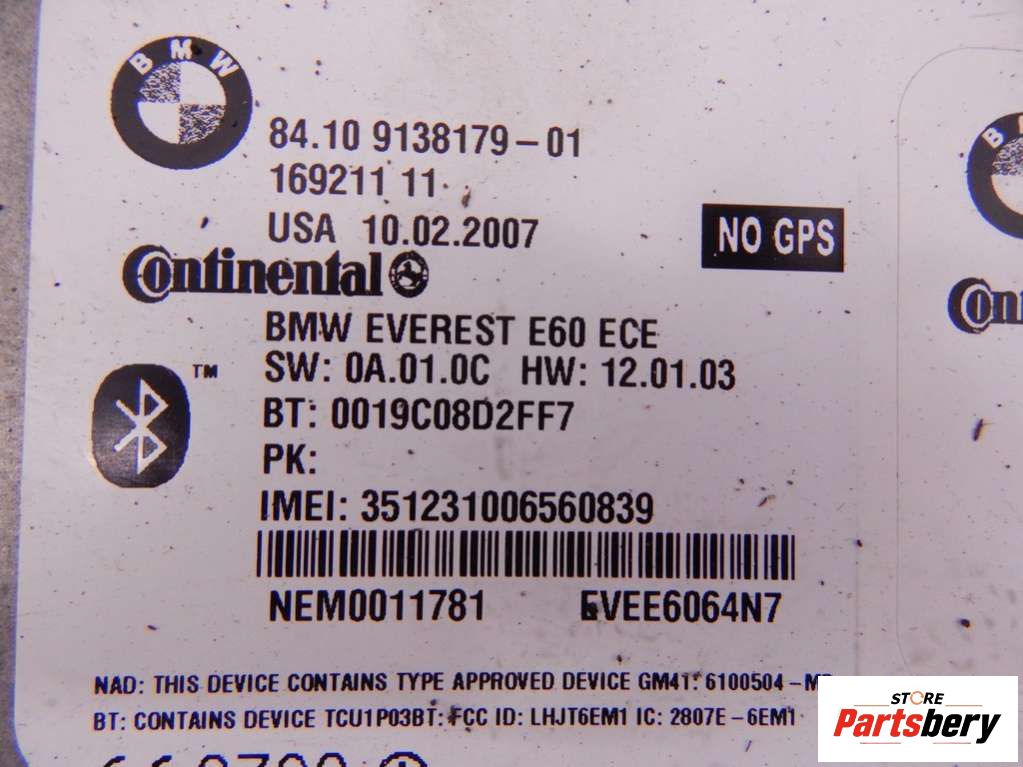 BMW
84.10 9138179-01
169211 11
USA 10.02.2007
NO GPS
Continental
BMW EVEREST E60 ECE
SW: 0A.01.0C HW: 12.01.03
TM
BT: 0019C08D2FF7
PK:
IMEI: 351231006560839
NEM0011781 EVEE6064N7
NAD: THIS DEVICE CONTAINS TYPE APPROVED DEVICE GM41: 6100504-
BT: CONTAINS DEVICE TCU1P03BT: FCC ID: LHJT6EM1 IC: 2807E-6EM1
STORE
Partsbery